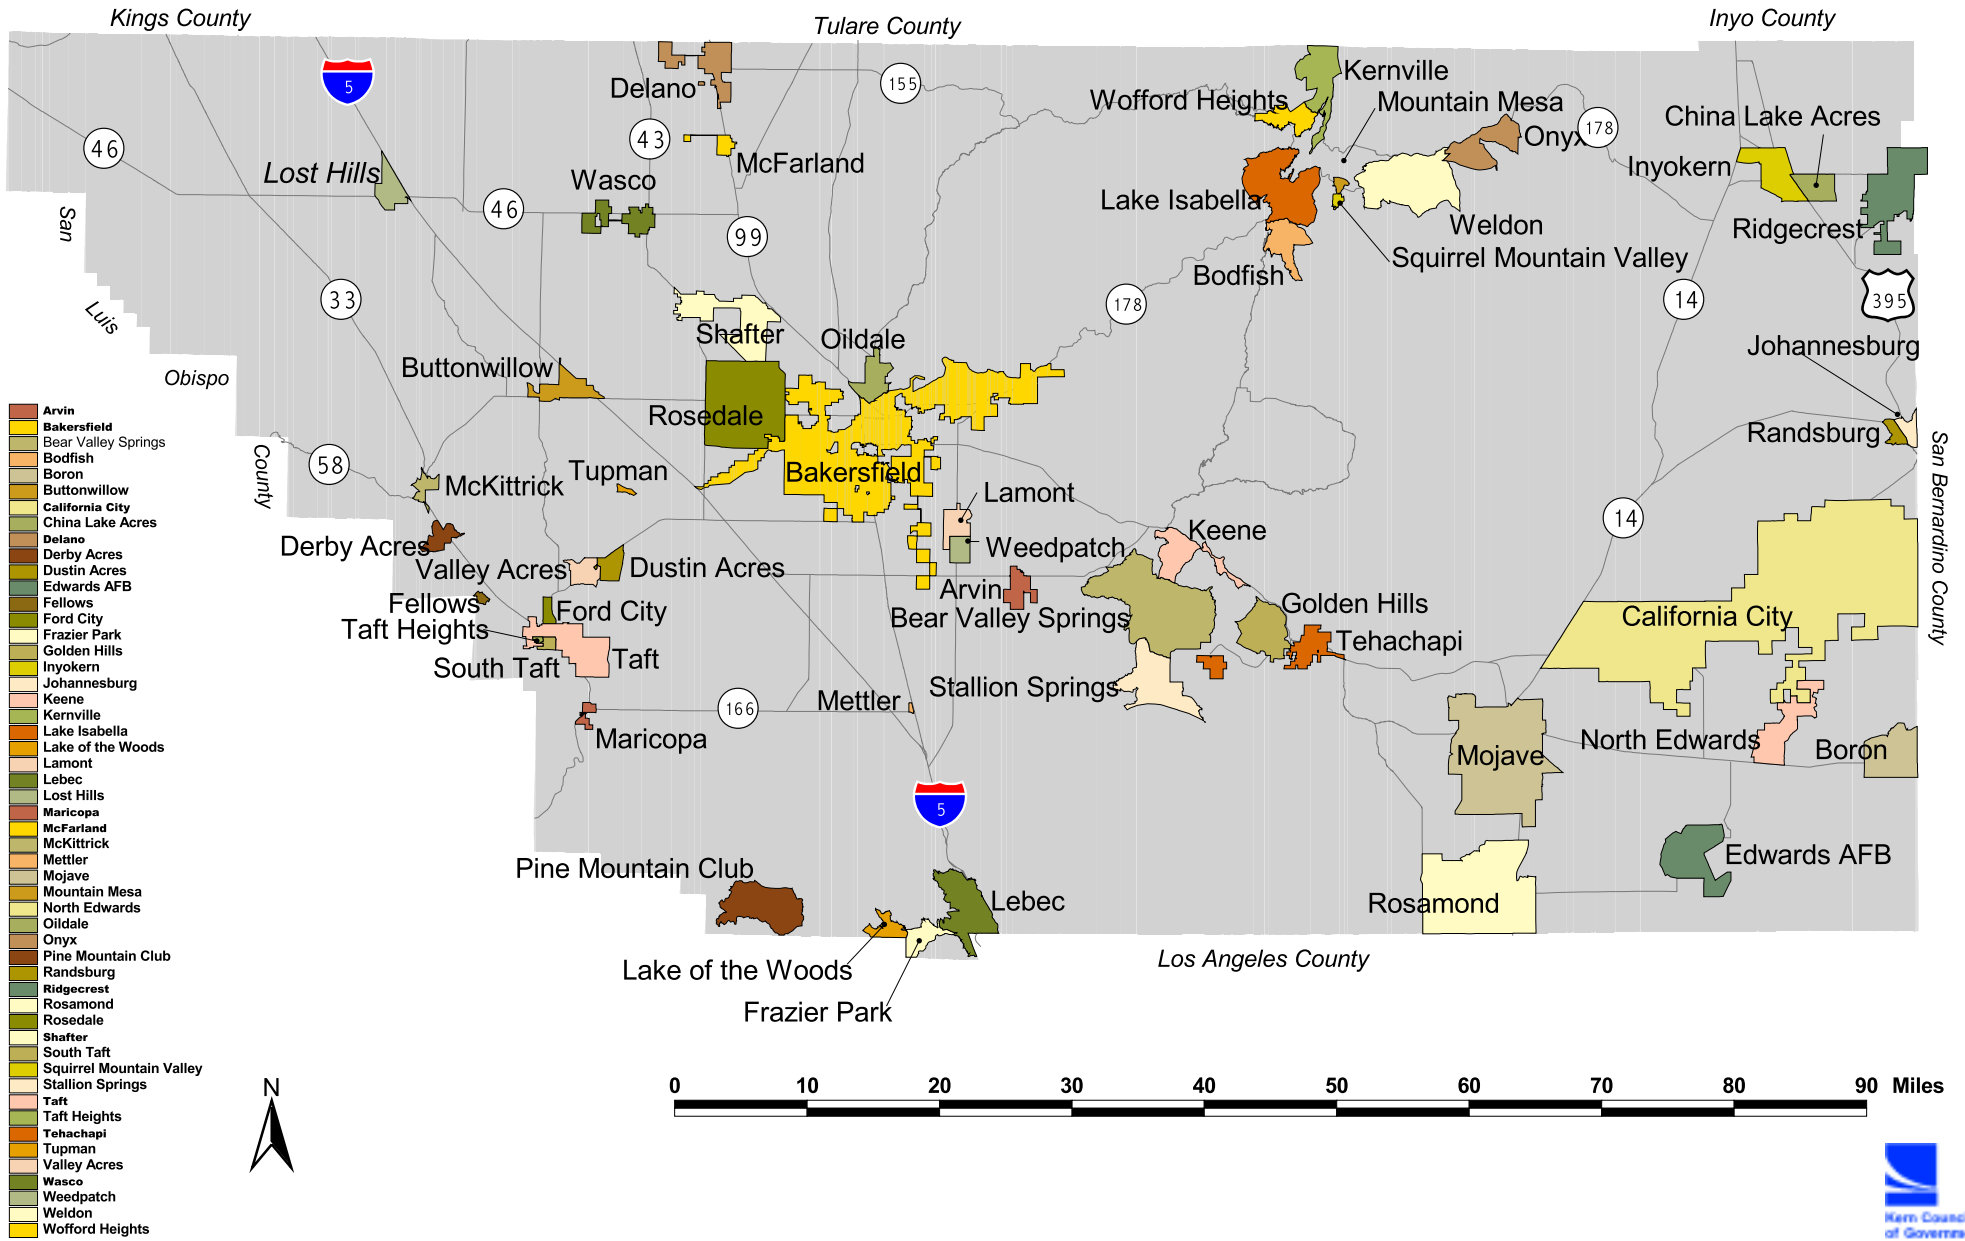 Kings County
Tulare County
Inyo County
5
155
Delano
43
46
McFarland
Lost Hills
Wasco
46
99
Kernville
Wofford Heights
Mountain Mesa
Onyx
178
China Lake Acres
Inyokern
Lake Isabella
Weldon
Ridgecrest
Squirrel Mountain Valley
Bodfish
San
Luis
Obispo
County
33
178
14
395
Shafter
Oildale
Johannesburg
Buttonwillow
Rosedale
Randsburg
58
McKittrick
Tupman
Bakersfield
Lamont
14
San Bernardino County
Derby Acres
Keene
Weedpatch
Valley Acres
Dustin Acres
Arvin
Fellows
Ford City
Bear Valley Springs
Golden Hills
California City
Taft Heights
Tehachapi
South Taft
Taft
Stallion Springs
Mettler
166
Maricopa
North Edwards
Boron
Mojave
5
Pine Mountain Club
Edwards AFB
Lebec
Rosamond
Lake of the Woods
Los Angeles County
Frazier Park
Arvin
Bakersfield
Bear Valley Springs
Bodfish
Boron
Buttonwillow
California City
China Lake Acres
Delano
Derby Acres
Dustin Acres
Edwards AFB
Fellows
Ford City
Frazier Park
Golden Hills
Inyokern
Johannesburg
Keene
Kernville
Lake Isabella
Lake of the Woods
Lamont
Lebec
Lost Hills
Maricopa
McFarland
McKittrick
Mettler
Mojave
Mountain Mesa
North Edwards
Oildale
Onyx
Pine Mountain Club
Randsburg
Ridgecrest
Rosamond
Rosedale
Shafter
South Taft
Squirrel Mountain Valley
Stallion Springs
Taft
Taft Heights
Tehachapi
Tupman
Valley Acres
Wasco
Weedpatch
Weldon
Wofford Heights
N
0 10 20 30 40 50 60 70 80 90 Miles
Kern Counc
of Governm